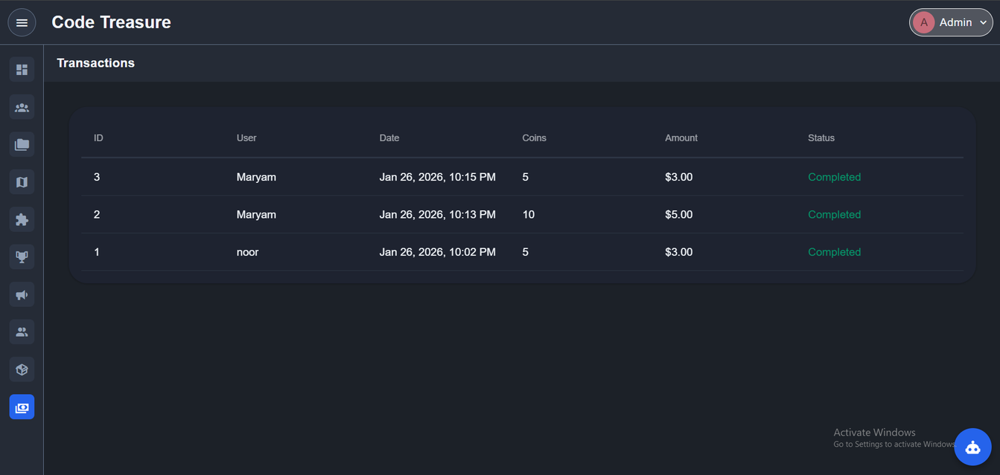 Code Treasure
A Admin
Transactions
ID User Date Coins Amount Status
3 Maryam Jan 26, 2026, 10:15 PM 5 $3.00 Completed
2 Maryam Jan 26, 2026, 10:13 PM 10 $5.00 Completed
1 noor Jan 26, 2026, 10:02 PM 5 $3.00 Completed
Activate Windows
Go to Settings to activate Windows.